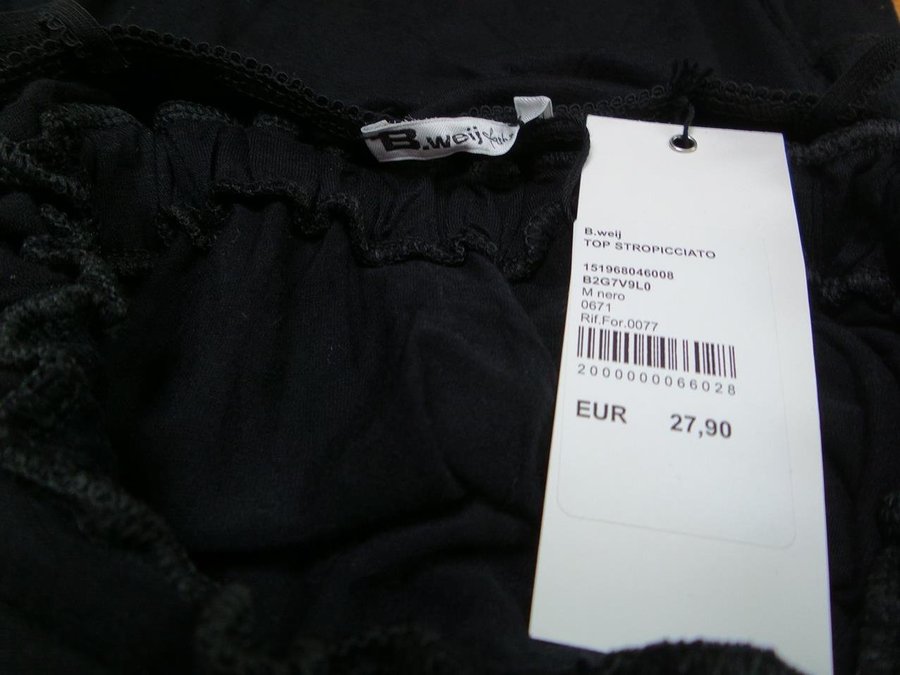 B.weij
B.weij
TOP STROPICCIATO
151968046008
B2G7V9L0
M nero
0671
Rif.For.0077
2000000066028
EUR 27,90